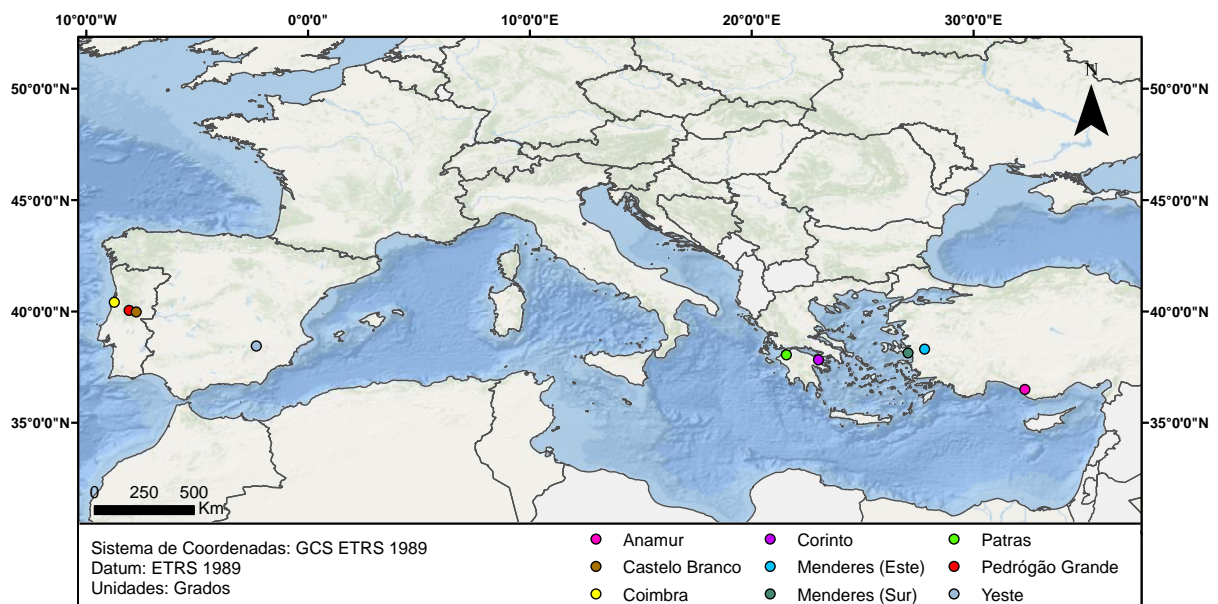 10°0'0"W 0°0'0" 10°0'0"E 20°0'0"E 30°0'0"E
N
50°0'0"N 50°0'0"N
45°0'0"N 45°0'0"N
40°0'0"N 40°0'0"N
35°0'0"N 35°0'0"N
0 250 500
Km
Sistema de Coordenadas: GCS ETRS 1989
Datum: ETRS 1989
Unidades: Grados
Anamur Corinto Patras
Castelo Branco Menderes (Este) Pedrógão Grande
Coimbra Menderes (Sur) Yeste